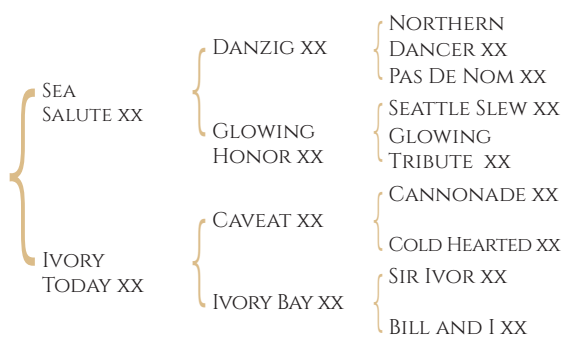 Sea
Salute xx
Ivory
Today xx
Danzig xx
Glowing
Honor xx
Caveat xx
Ivory Bay xx
Northern
Dancer xx
Pas De Nom xx
Seattle Slew xx
Glowing
Tribute xx
Cannonade xx
Cold Hearted xx
Sir Ivor xx
Bill and I xx